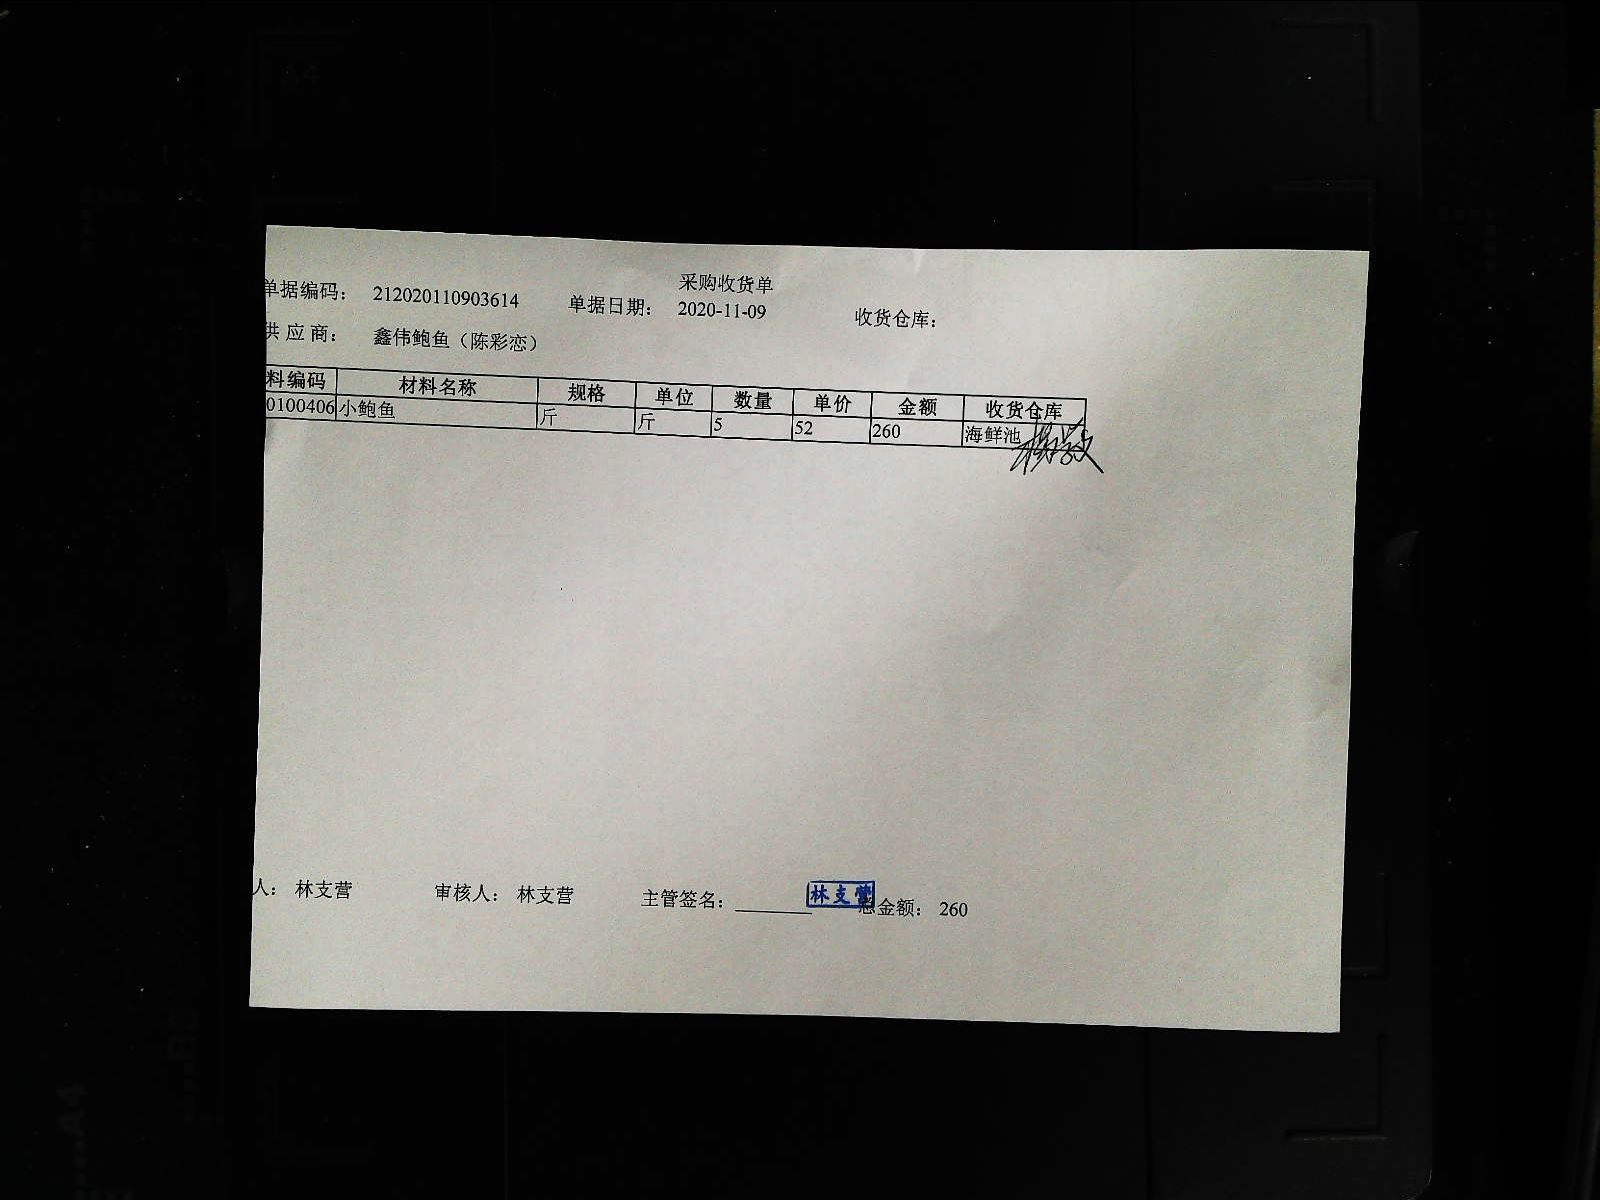 采购收货单
单据编码： 212020110903614 单据日期： 2020-11-09 收货仓库：
供 应 商： 鑫伟鲍鱼（陈彩恋）
料编码 材料名称 规格 单位 数量 单价 金额 收货仓库
0100406 小鲍鱼 斤 斤 5 52 260 海鲜池
人： 林支营 审核人： 林支营 主管签名： 林支营 总金额： 260